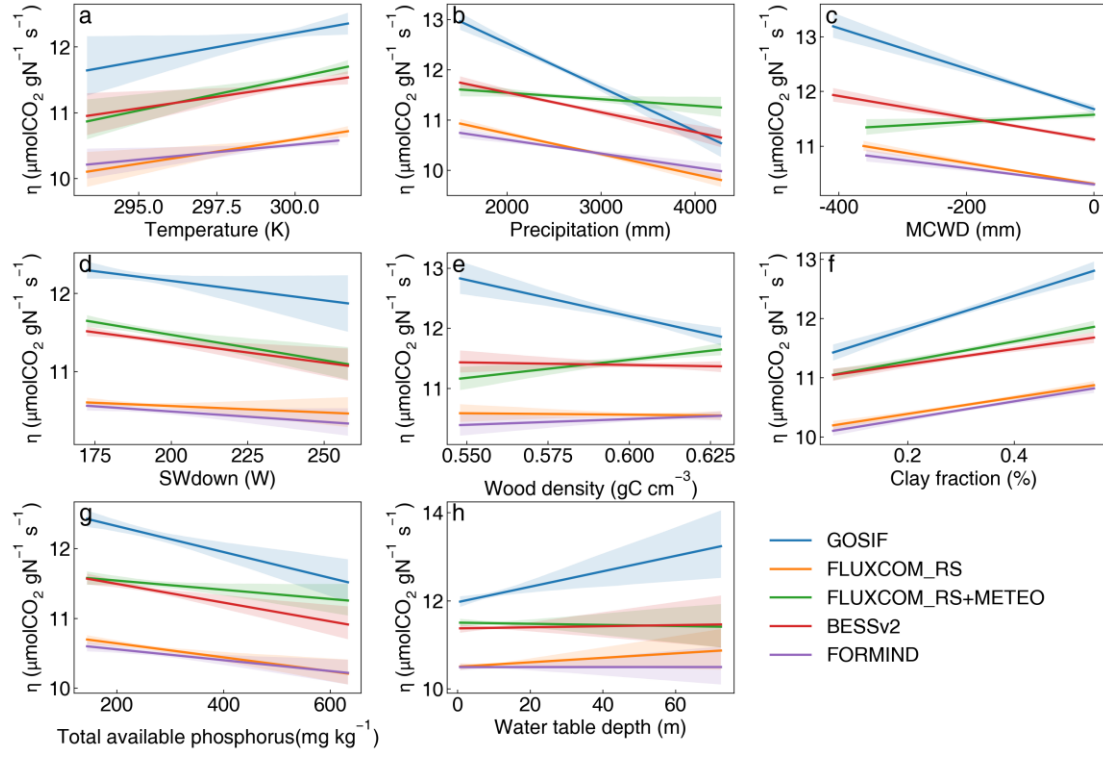 a
η (μmolCO₂ gN⁻¹ s⁻¹)
12
11
10
295.0 297.5 300.0
Temperature (K)
b
η (μmolCO₂ gN⁻¹ s⁻¹)
13
12
11
10
2000 3000 4000
Precipitation (mm)
c
η (μmolCO₂ gN⁻¹ s⁻¹)
13
12
11
-400 -200 0
MCWD (mm)
d
η (μmolCO₂ gN⁻¹ s⁻¹)
12
11
175 200 225 250
SWdown (W)
e
η (μmolCO₂ gN⁻¹ s⁻¹)
13
12
11
0.550 0.575 0.600 0.625
Wood density (gC cm⁻³)
f
η (μmolCO₂ gN⁻¹ s⁻¹)
13
12
11
10
0.2 0.4
Clay fraction (%)
g
η (μmolCO₂ gN⁻¹ s⁻¹)
12
11
10
200 400 600
Total available phosphorus(mg kg⁻¹)
h
η (μmolCO₂ gN⁻¹ s⁻¹)
14
12
10
0 20 40 60
Water table depth (m)
GOSIF
FLUXCOM_RS
FLUXCOM_RS+METEO
BESSv2
FORMIND